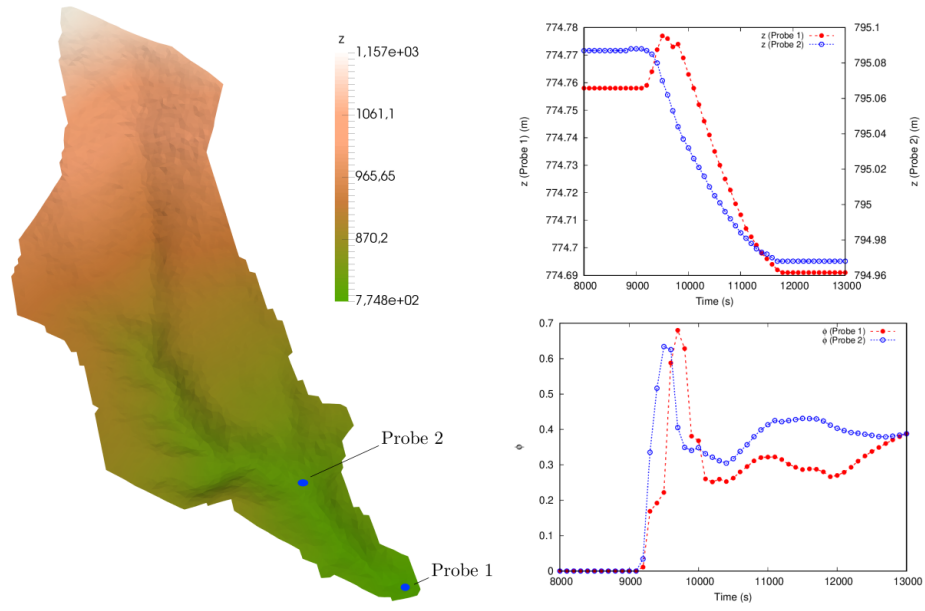 z
1,157e+03
1061,1
965,65
870,2
7,748e+02
Probe 2
Probe 1
774.78
774.77
774.76
774.75
774.74
774.73
774.72
774.71
774.7
774.69
z (Probe 1) (m)
z (Probe 1)
z (Probe 2)
795.1
795.08
795.06
795.04
795.02
795
794.98
794.96
z (Probe 2) (m)
8000 9000 10000 11000 12000 13000
Time (s)
0.7
0.6
0.5
0.4
0.3
0.2
0.1
0
ϕ
ϕ (Probe 1)
ϕ (Probe 2)
8000 9000 10000 11000 12000 13000
Time (s)